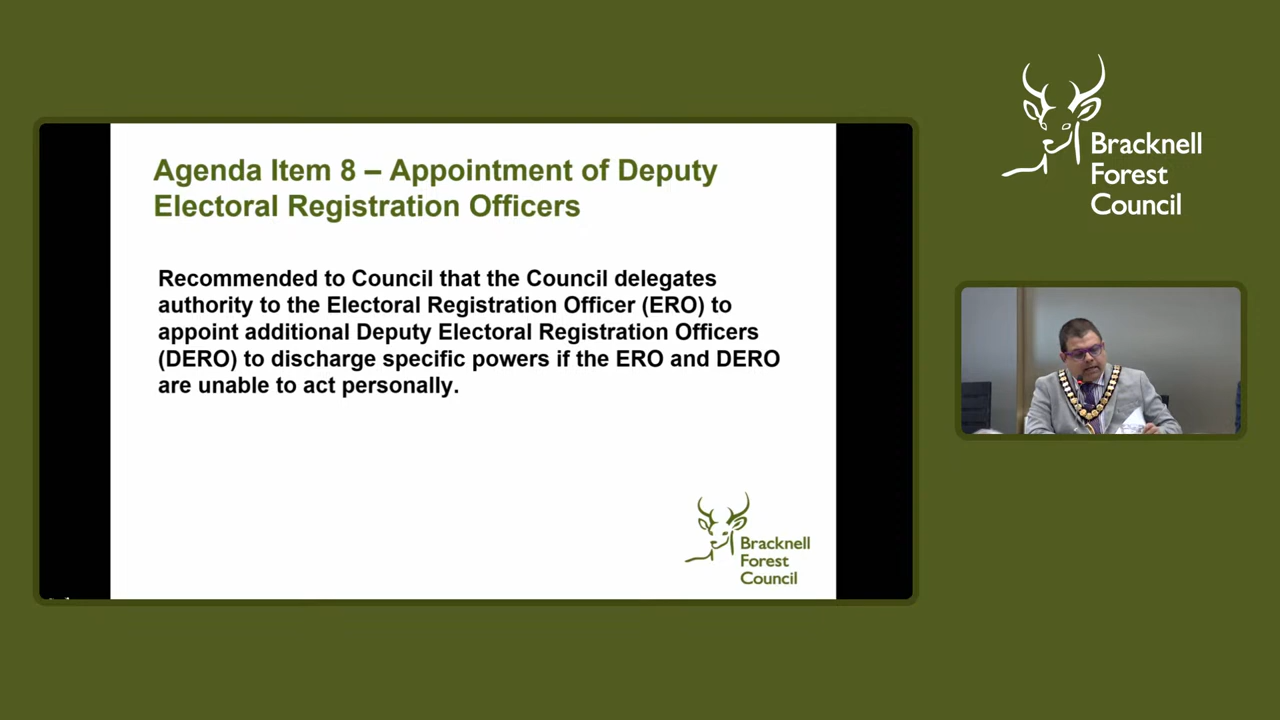 Agenda Item 8 – Appointment of Deputy
Electoral Registration Officers
Recommended to Council that the Council delegates
authority to the Electoral Registration Officer (ERO) to
appoint additional Deputy Electoral Registration Officers
(DERO) to discharge specific powers if the ERO and DERO
are unable to act personally.
Bracknell
Forest
Council
Bracknell
Forest
Council